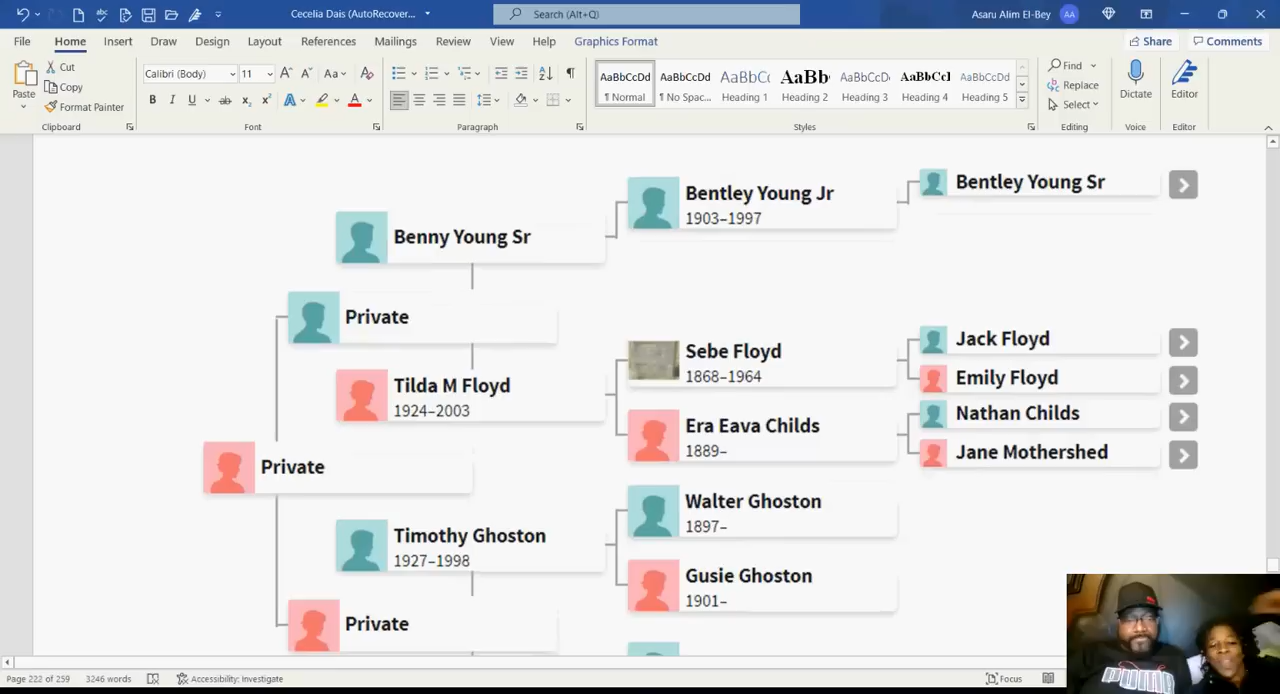 Cecelia Dais (AutoRecover...
Search (Alt+Q)
Asaru Alim El-Bey
AA
File Home Insert Draw Design Layout References Mailings Review View Help Graphics Format
Share Comments
Paste
Cut
Copy
Format Painter
Calibri (Body) 11
AaBbCcDd AaBbCcDd AaBbCc AaBb AaBbCcDd AaBbCcI AaBbCcDd
¶ Normal ¶ No Spac... Heading 1 Heading 2 Heading 3 Heading 4 Heading 5
Find
Replace
Select
Dictate
Editor
Clipboard Font Paragraph Styles Editing Voice Editor
Bentley Young Sr
Bentley Young Jr
1903–1997
Benny Young Sr
Private
Jack Floyd
Sebe Floyd
1868–1964
Emily Floyd
Tilda M Floyd
1924–2003
Nathan Childs
Era Eava Childs
1889–
Jane Mothershed
Private
Walter Ghoston
1897–
Timothy Ghoston
1927–1998
Gusie Ghoston
1901–
Private
PUMA
Page 222 of 259 3246 words Accessibility: Investigate Focus